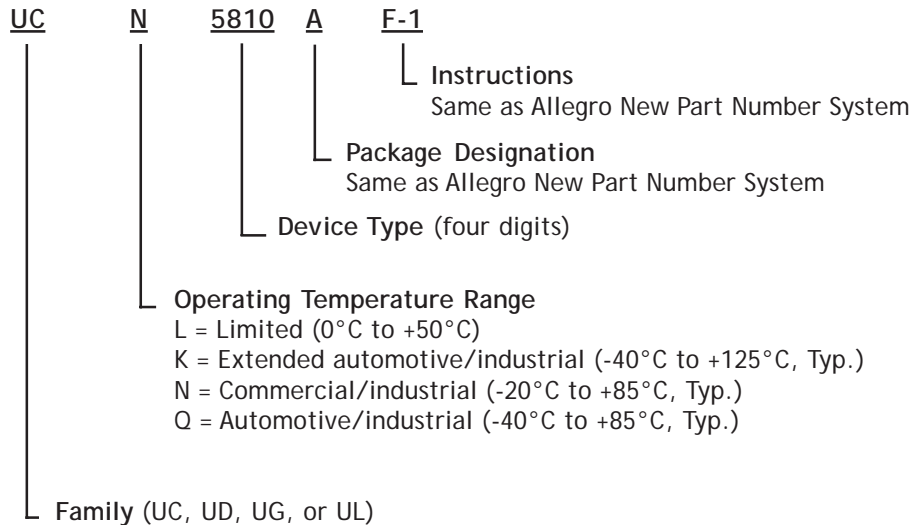 UC N 5810 A F-1
Instructions
Same as Allegro New Part Number System
Package Designation
Same as Allegro New Part Number System
Device Type (four digits)
Operating Temperature Range
L = Limited (0°C to +50°C)
K = Extended automotive/industrial (-40°C to +125°C, Typ.)
N = Commercial/industrial (-20°C to +85°C, Typ.)
Q = Automotive/industrial (-40°C to +85°C, Typ.)
Family (UC, UD, UG, or UL)